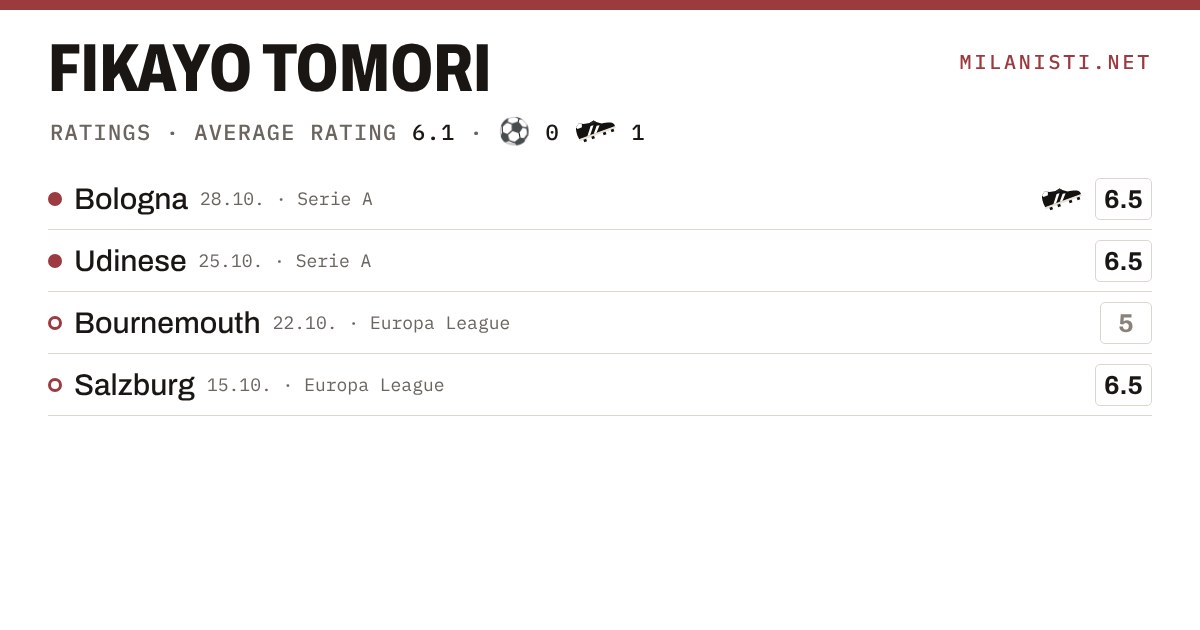 FIKAYO TOMORI
MILANISTI.NET
RATINGS · AVERAGE RATING 6.1 · ⚽ 0 1
Bologna 28.10. · Serie A 6.5
Udinese 25.10. · Serie A 6.5
Bournemouth 22.10. · Europa League 5
Salzburg 15.10. · Europa League 6.5